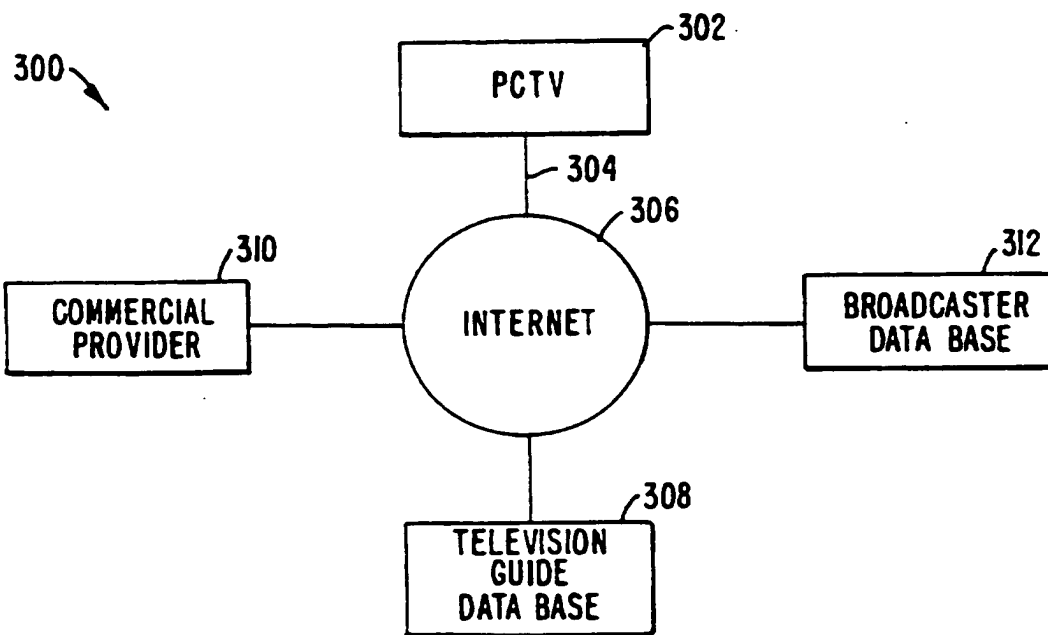 302
300
PCTV
304
306
310
312
COMMERCIAL
PROVIDER
INTERNET
BROADCASTER
DATA BASE
308
TELEVISION
GUIDE
DATA BASE